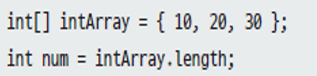 int[] intArray = { 10, 20, 30 };
int num = intArray.length;